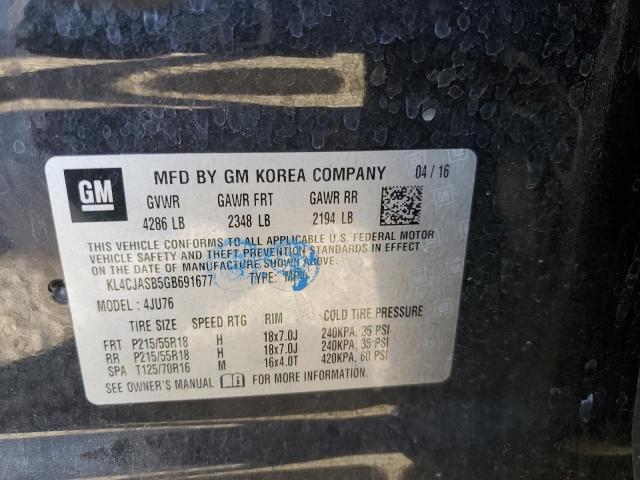 GM
MFD BY GM KOREA COMPANY 04 / 16
GVWR GAWR FRT GAWR RR
4286 LB 2348 LB 2194 LB
THIS VEHICLE CONFORMS TO ALL APPLICABLE U.S. FEDERAL MOTOR
VEHICLE SAFETY AND THEFT PREVENTION STANDARDS IN EFFECT
ON THE DATE OF MANUFACTURE SHOWN ABOVE.
KL4CJASB5GB691677 TYPE: MPV
MODEL: 4JU76
TIRE SIZE SPEED RTG RIM COLD TIRE PRESSURE
FRT P215/55R18 H 18x7.0J 240KPA, 35 PSI
RR P215/55R18 H 18x7.0J 240KPA, 35 PSI
SPA T125/70R16 M 16x4.0T 420KPA, 60 PSI
SEE OWNER'S MANUAL FOR MORE INFORMATION.